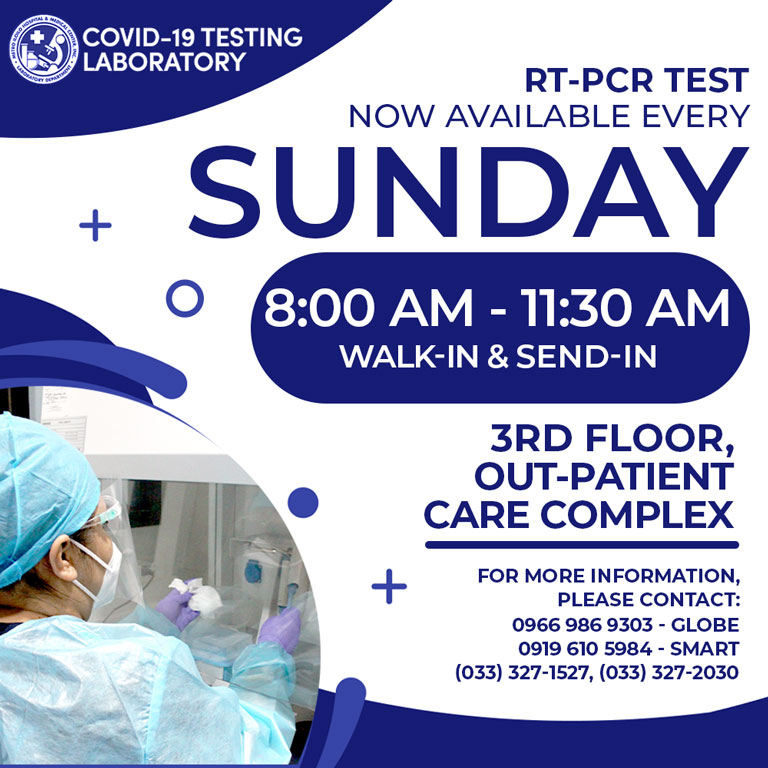 COVID-19 TESTING
LABORATORY
RT-PCR TEST
NOW AVAILABLE EVERY
SUNDAY
8:00 AM - 11:30 AM
WALK-IN & SEND-IN
3RD FLOOR,
OUT-PATIENT
CARE COMPLEX
FOR MORE INFORMATION,
PLEASE CONTACT:
0966 986 9303 - GLOBE
0919 610 5984 - SMART
(033) 327-1527, (033) 327-2030